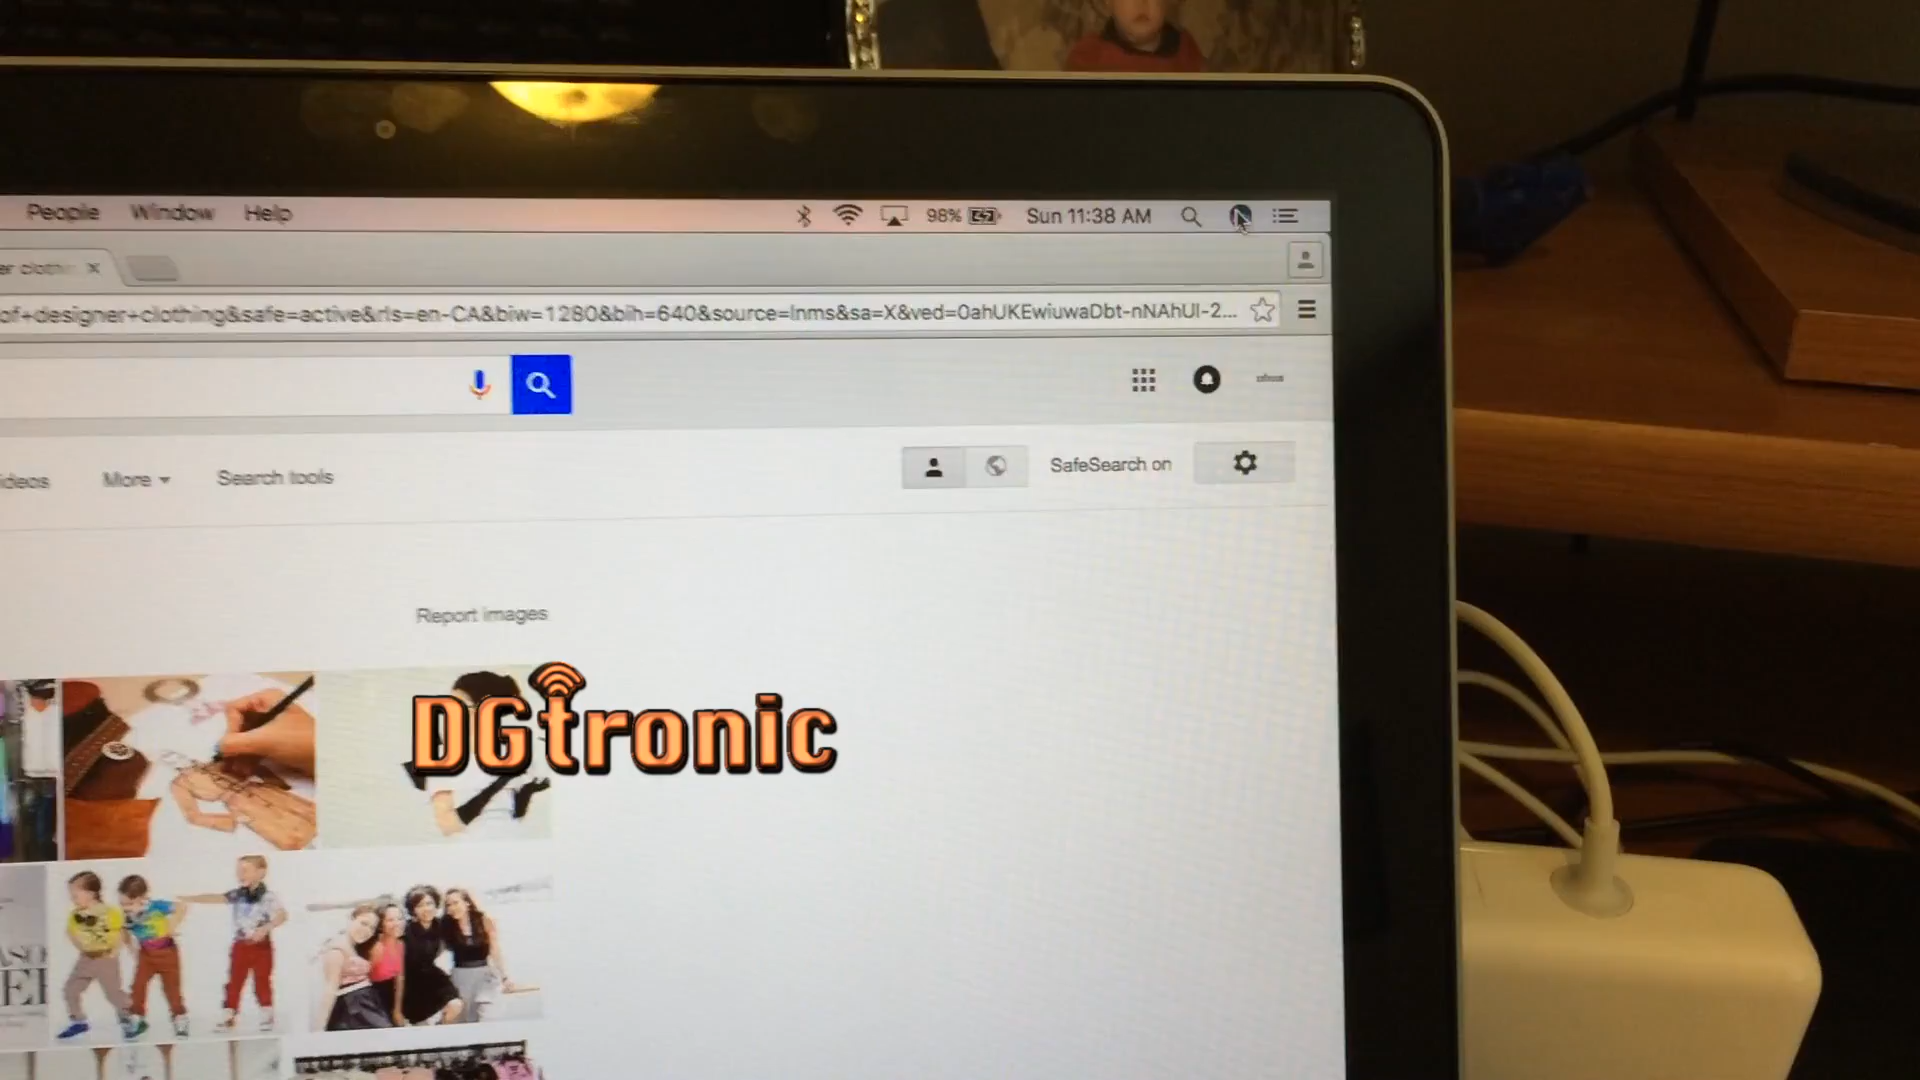 People Window Help 98% Sun 11:38 AM
of+designer+clothing&safe=active&rls=en-CA&biw=1280&bih=640&source=lnms&sa=X&ved=0ahUKEwiuwaDbt-nNAhUI-2...
More Search tools SafeSearch on
Report images
DGtronic